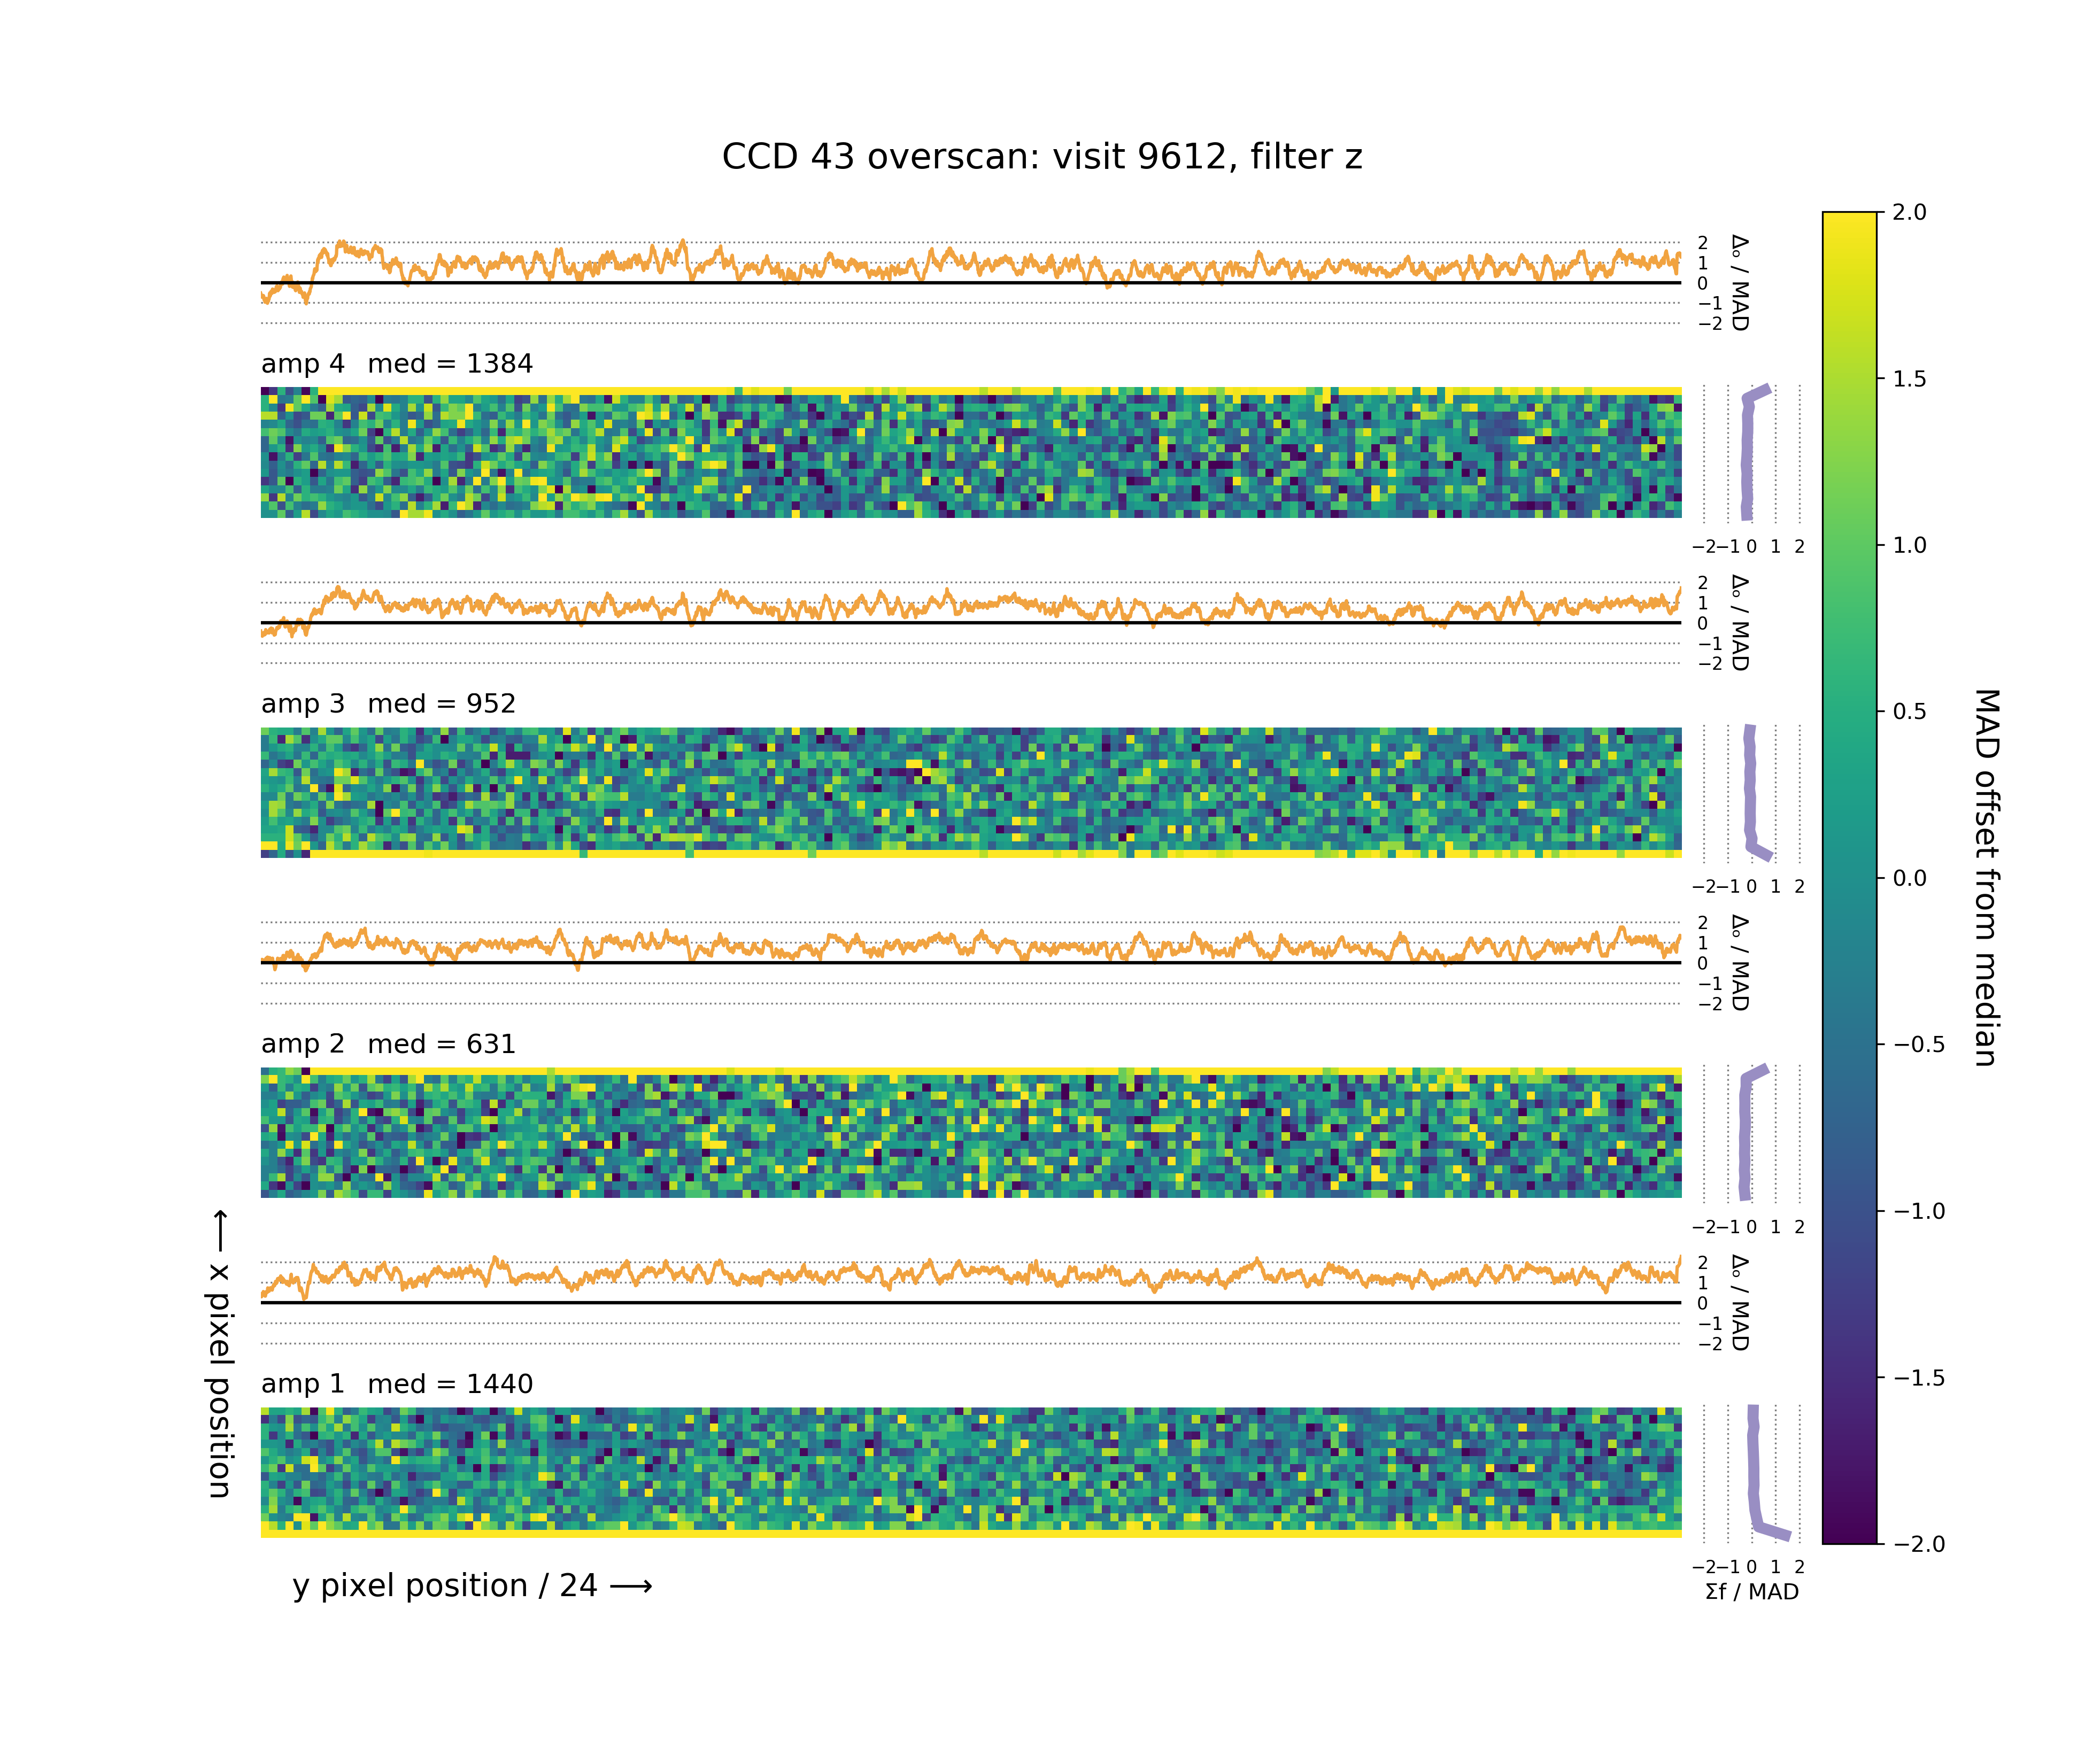 CCD 43 overscan: visit 9612, filter z
2
1
0
−1
−2
Δₒ / MAD
amp 4 med = 1384
−2 −1 0 1 2
2
1
0
−1
−2
Δₒ / MAD
amp 3 med = 952
−2 −1 0 1 2
2
1
0
−1
−2
Δₒ / MAD
amp 2 med = 631
−2 −1 0 1 2
2
1
0
−1
−2
Δₒ / MAD
amp 1 med = 1440
−2 −1 0 1 2
Σf / MAD
y pixel position / 24 ⟶
⟵ x pixel position
2.0
1.5
1.0
0.5
0.0
−0.5
−1.0
−1.5
−2.0
MAD offset from median